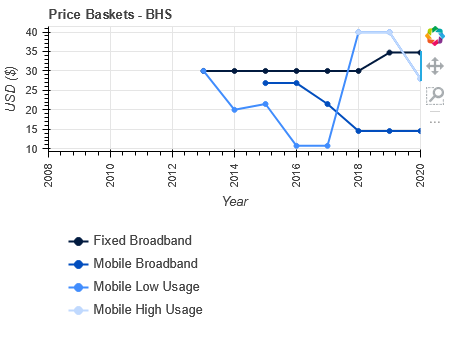 Price Baskets - BHS
40
35
30
25
20
15
10
USD ($)
2008
2010
2012
2014
2016
2018
2020
Year
Fixed Broadband
Mobile Broadband
Mobile Low Usage
Mobile High Usage